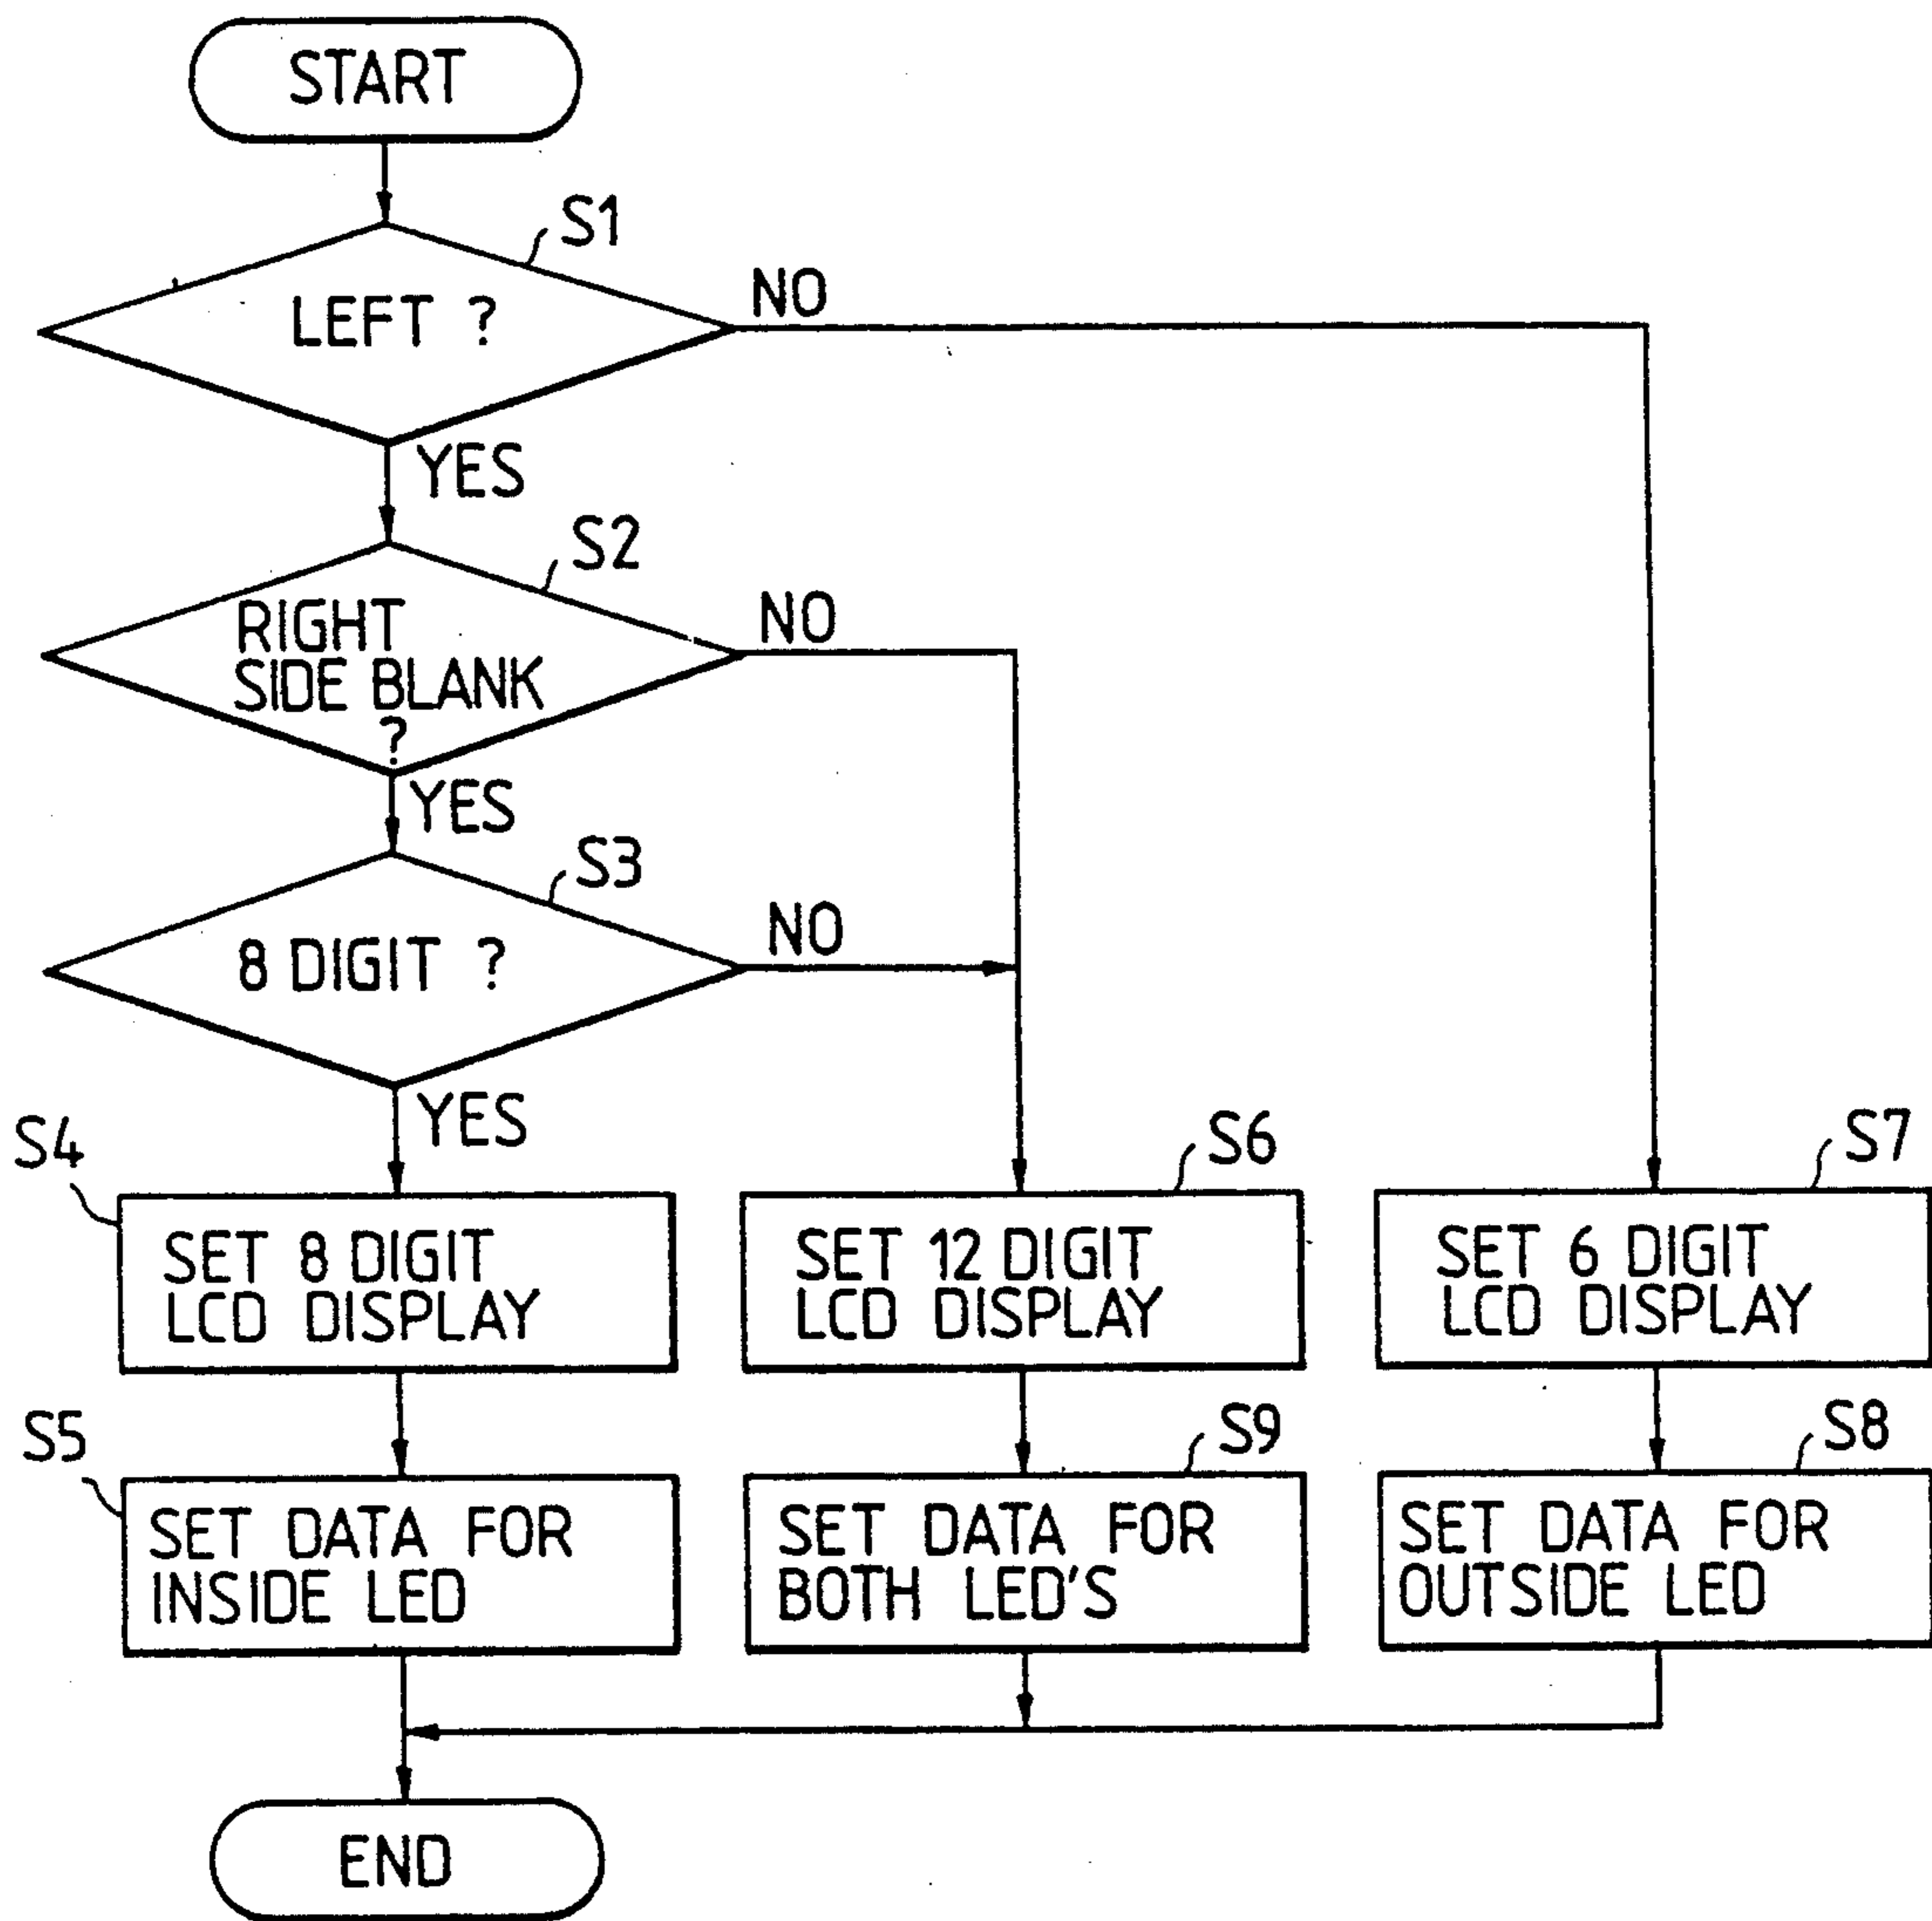 START
S1
LEFT ?
NO
YES
S2
RIGHT
SIDE BLANK
?
NO
YES
S3
8 DIGIT ?
NO
YES
S4
SET 8 DIGIT
LCD DISPLAY
S6
SET 12 DIGIT
LCD DISPLAY
S7
SET 6 DIGIT
LCD DISPLAY
S5
SET DATA FOR
INSIDE LED
S9
SET DATA FOR
BOTH LED'S
S8
SET DATA FOR
OUTSIDE LED
END